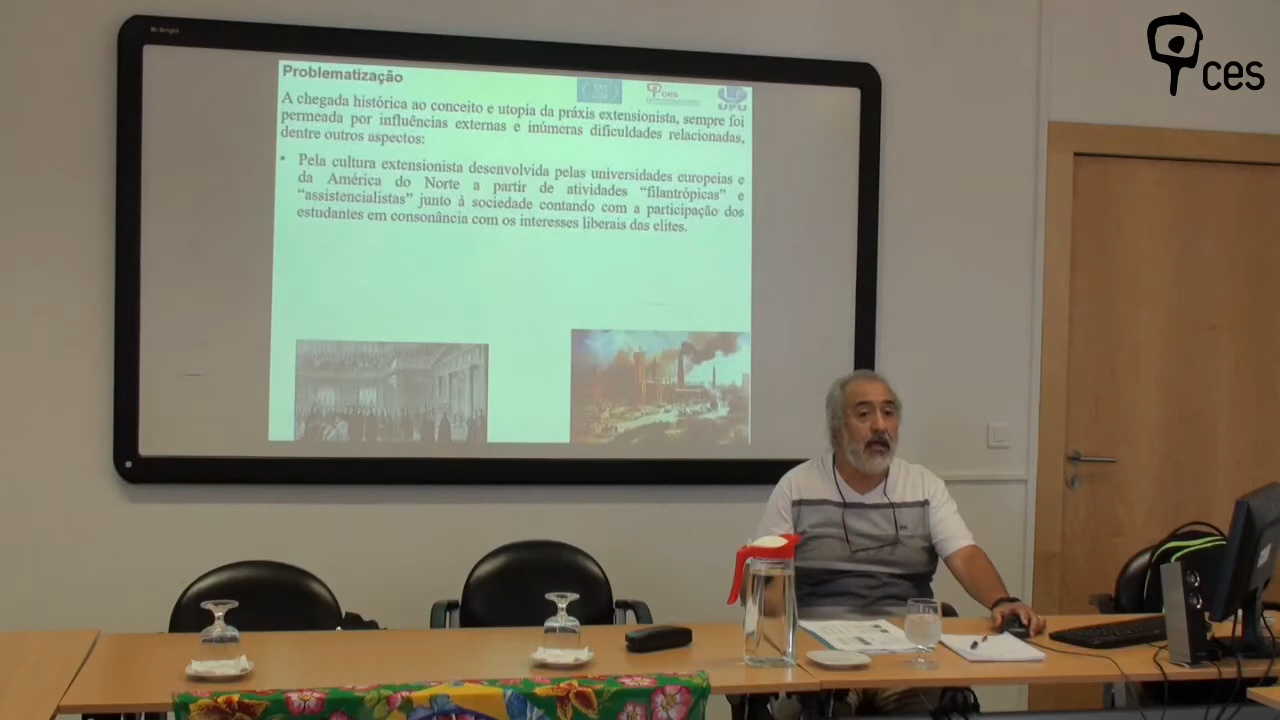 ces
Problematização
ces
UPU
A chegada histórica ao conceito e utopia da práxis extensionista, sempre foi
permeada por influências externas e inúmeras dificuldades relacionadas,
dentre outros aspectos:
• Pela cultura extensionista desenvolvida pelas universidades europeias e
da América do Norte a partir de atividades “filantrópicas” e
“assistencialistas” junto à sociedade contando com a participação dos
estudantes em consonância com os interesses liberais das elites.